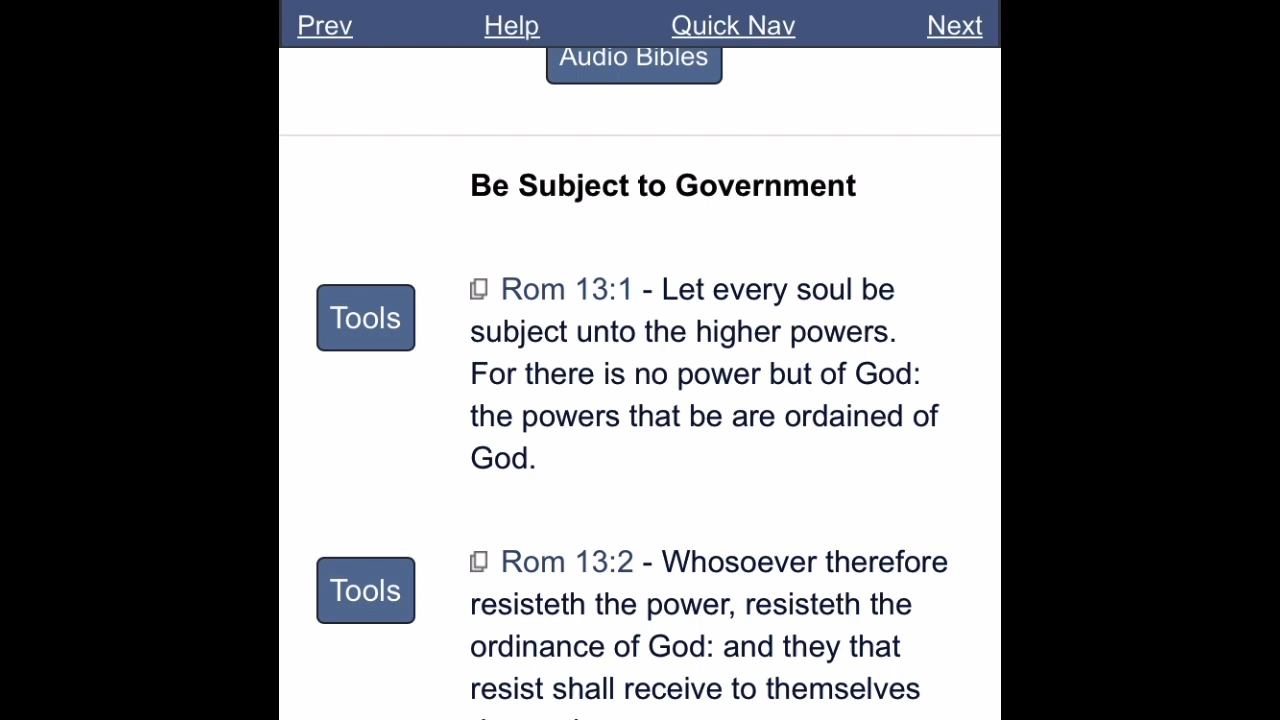 Prev Help Quick Nav Next
Audio Bibles
Be Subject to Government
Tools
Rom 13:1 - Let every soul be
subject unto the higher powers.
For there is no power but of God:
the powers that be are ordained of
God.
Tools
Rom 13:2 - Whosoever therefore
resisteth the power, resisteth the
ordinance of God: and they that
resist shall receive to themselves